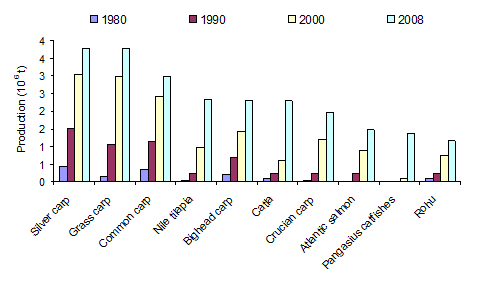 1980 1990 2000 2008
Production (10⁶ t)
4
4
3
3
2
2
1
1
0
Silver carp
Grass carp
Common carp
Nile tilapia
Bighead carp
Catla
Crucian carp
Atlantic salmon
Pangasius catfishes
Rohu